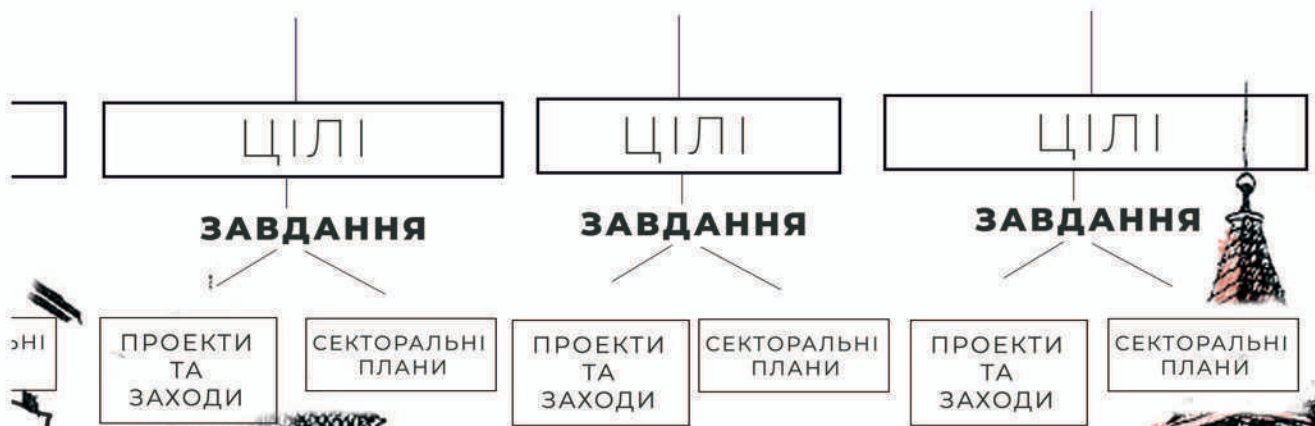 ЦІЛІ
ЦІЛІ
ЦІЛІ
ЗАВДАННЯ
ЗАВДАННЯ
ЗАВДАННЯ
ПРОЕКТИ
ТА
ЗАХОДИ
СЕКТОРАЛЬНІ
ПЛАНИ
ПРОЕКТИ
ТА
ЗАХОДИ
СЕКТОРАЛЬНІ
ПЛАНИ
ПРОЕКТИ
ТА
ЗАХОДИ
СЕКТОРАЛЬНІ
ПЛАНИ